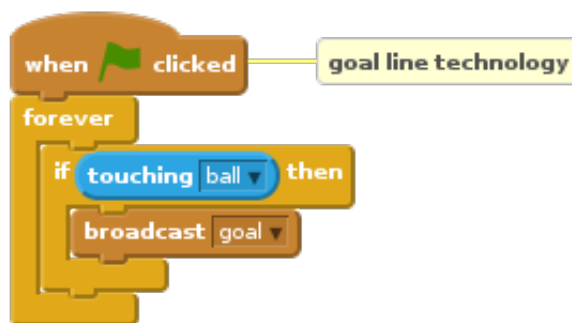 when clicked
goal line technology
forever
if touching ball then
broadcast goal